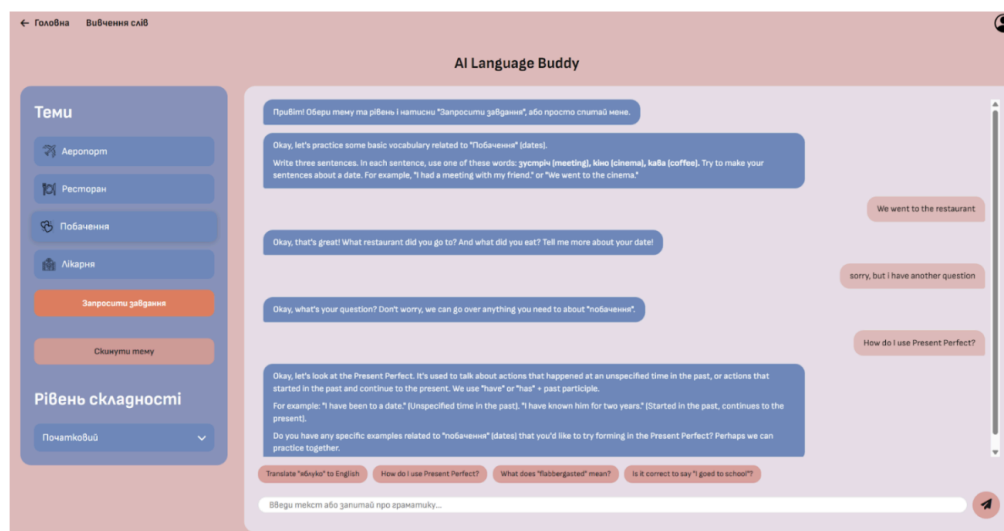 ← Головна Вивчення слів
AI Language Buddy
Теми
Аеропорт
Ресторан
Побачення
Лікарня
Запросити завдання
Скинути тему
Рівень складності
Початковий
Привіт! Обери тему та рівень і натисни "Запросити завдання", або просто спитай мене.
Okay, let's practice some basic vocabulary related to "Побачення" (dates).
Write three sentences. In each sentence, use one of these words: зустріч (meeting), кіно (cinema), кава (coffee). Try to make your
sentences about a date. For example, "I had a meeting with my friend." or "We went to the cinema."
We went to the restaurant
Okay, that's great! What restaurant did you go to? And what did you eat? Tell me more about your date!
sorry, but i have another question
Okay, what's your question? Don't worry, we can go over anything you need to about "побачення".
How do I use Present Perfect?
Okay, let's look at the Present Perfect. It's used to talk about actions that happened at an unspecified time in the past, or actions that
started in the past and continue to the present. We use "have" or "has" + past participle.
For example: "I have been to a date." (Unspecified time in the past). "I have known him for two years." (Started in the past, continues to the
present).
Do you have any specific examples related to "побачення" (dates) that you'd like to try forming in the Present Perfect? Perhaps we can
practice together.
Translate "яблуко" to English How do I use Present Perfect? What does "flabbergasted" mean? Is it correct to say "I goed to school"?
Введи текст або запитай про граматику...